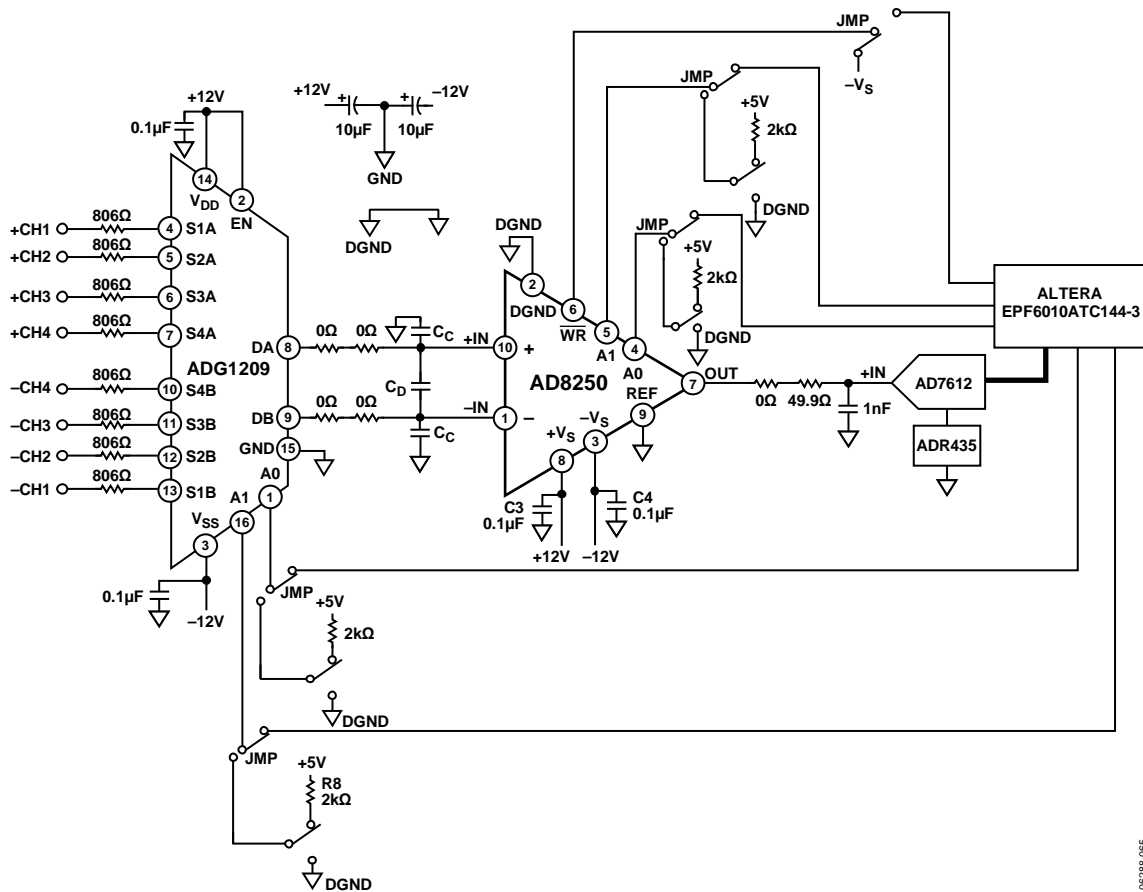 JMP
–VS
JMP
+5V
2kΩ
DGND
+12V
0.1µF
+12V
–12V
10µF
10µF
GND
DGND
14
VDD
2
EN
806Ω
+CH1
4
S1A
806Ω
+CH2
5
S2A
806Ω
+CH3
6
S3A
806Ω
+CH4
7
S4A
806Ω
–CH4
10
S4B
806Ω
–CH3
11
S3B
806Ω
–CH2
12
S2B
806Ω
–CH1
13
S1B
ADG1209
DA
8
DB
9
GND
15
A0
1
A1
16
VSS
3
0.1µF
–12V
0Ω
0Ω
0Ω
0Ω
CC
CD
CC
+IN
–IN
DGND
2
DGND
6
WR
5
A1
4
A0
10
+
1
–
AD8250
7
OUT
REF
9
–VS
3
+VS
8
C3
0.1µF
C4
0.1µF
+12V
–12V
JMP
+5V
2kΩ
DGND
ALTERA
EPF6010ATC144-3
0Ω
49.9Ω
+IN
1nF
AD7612
ADR435
JMP
+5V
2kΩ
DGND
JMP
+5V
R8
2kΩ
DGND
06288-065